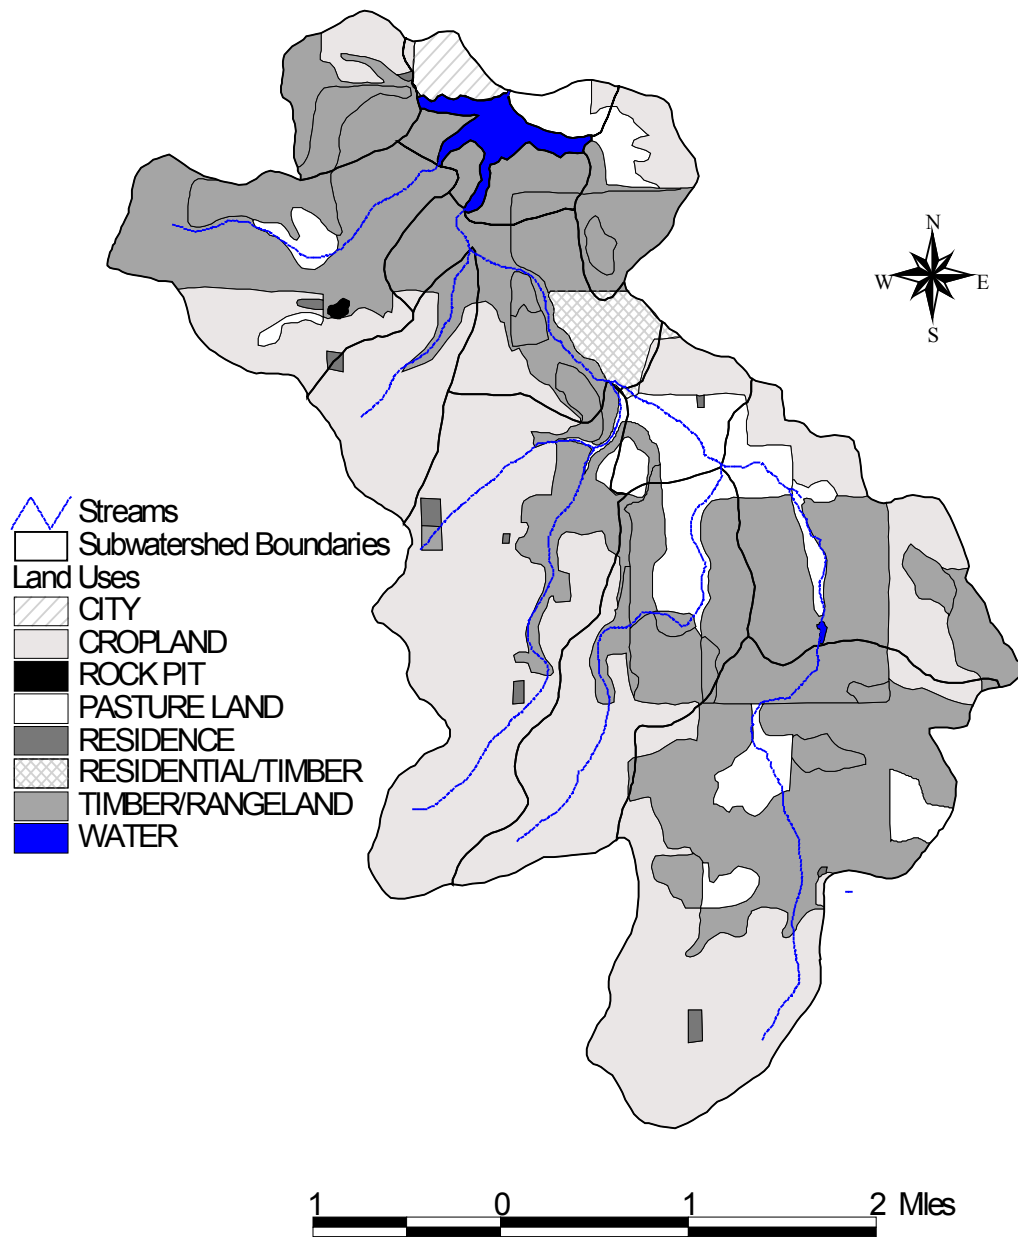 N
W E
S
Streams
Subwatershed Boundaries
Land Uses
CITY
CROPLAND
ROCK PIT
PASTURE LAND
RESIDENCE
RESIDENTIAL/TIMBER
TIMBER/RANGELAND
WATER
1 0 1 2 Miles